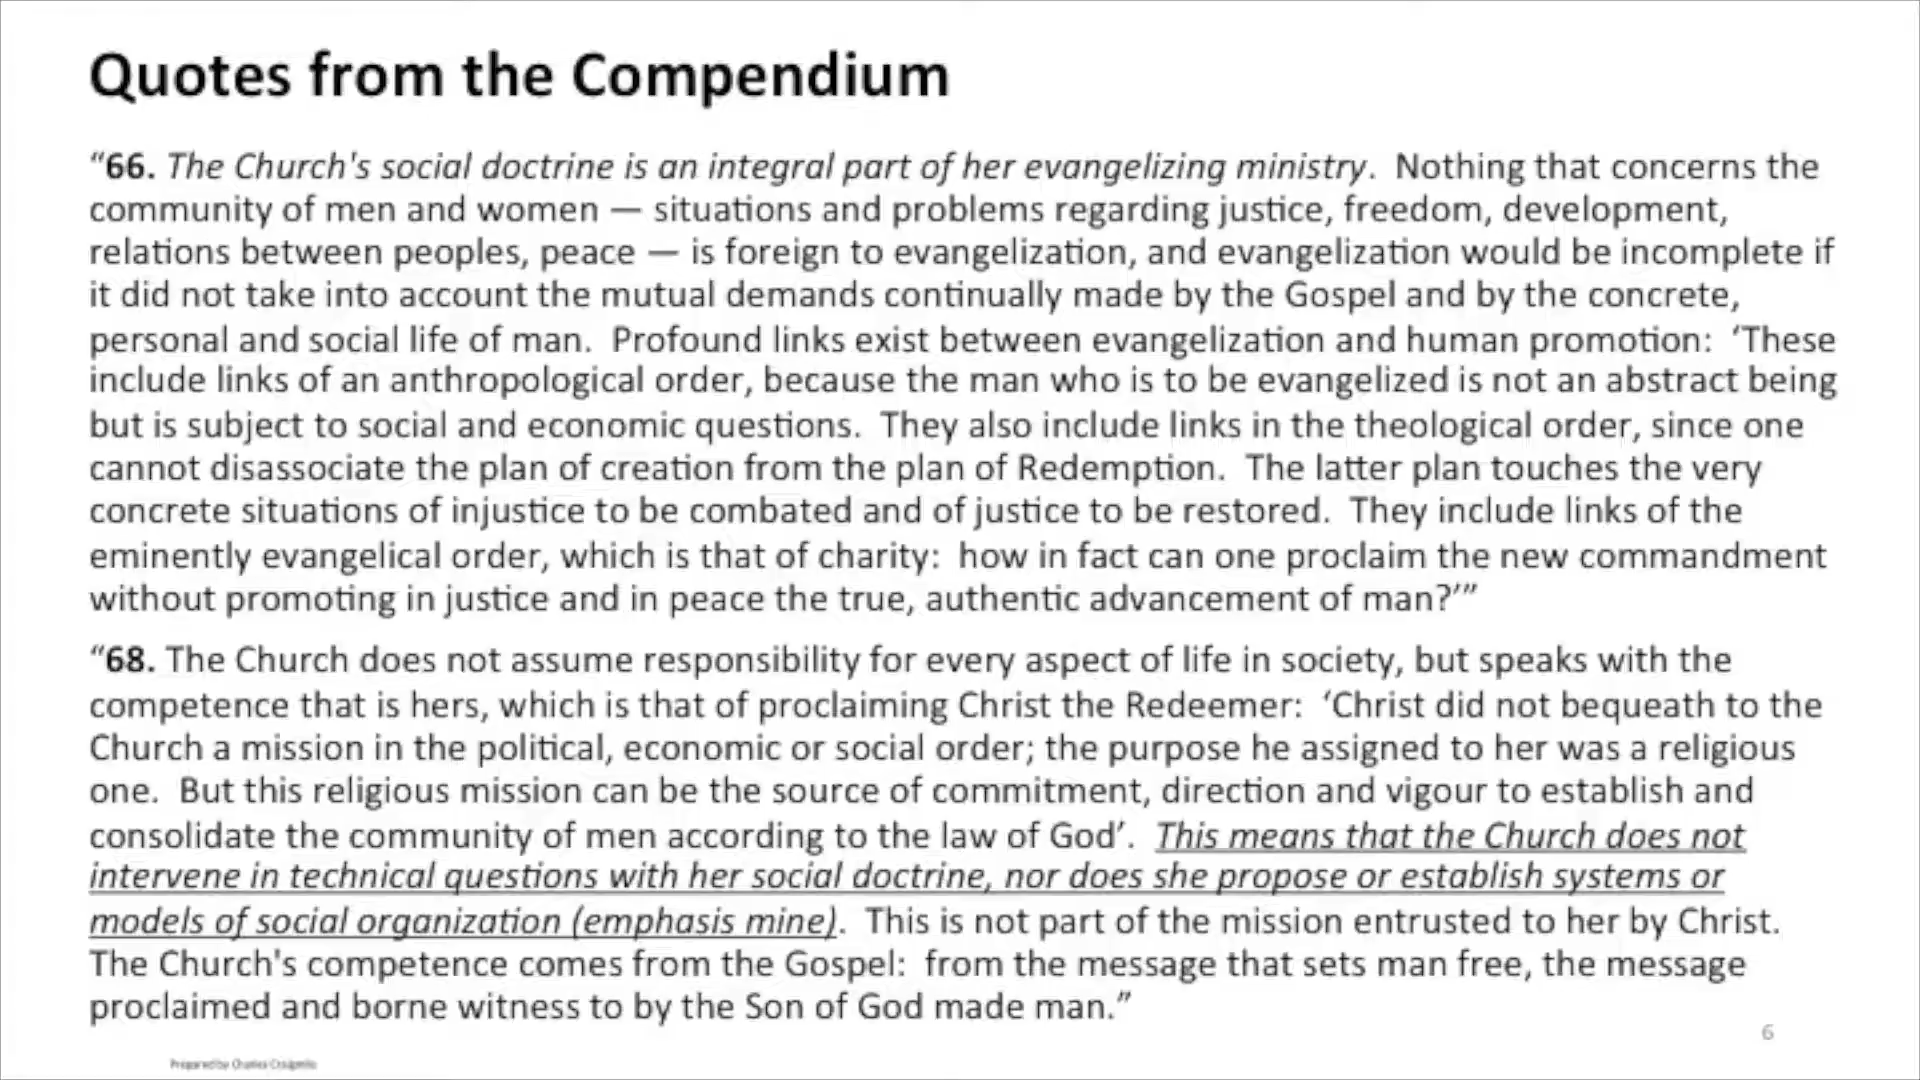 Quotes from the Compendium
“66. The Church's social doctrine is an integral part of her evangelizing ministry.  Nothing that concerns the
community of men and women — situations and problems regarding justice, freedom, development,
relations between peoples, peace — is foreign to evangelization, and evangelization would be incomplete if
it did not take into account the mutual demands continually made by the Gospel and by the concrete,
personal and social life of man.  Profound links exist between evangelization and human promotion:  ‘These
include links of an anthropological order, because the man who is to be evangelized is not an abstract being
but is subject to social and economic questions.  They also include links in the theological order, since one
cannot disassociate the plan of creation from the plan of Redemption.  The latter plan touches the very
concrete situations of injustice to be combated and of justice to be restored.  They include links of the
eminently evangelical order, which is that of charity:  how in fact can one proclaim the new commandment
without promoting in justice and in peace the true, authentic advancement of man?’”
“68. The Church does not assume responsibility for every aspect of life in society, but speaks with the
competence that is hers, which is that of proclaiming Christ the Redeemer:  ‘Christ did not bequeath to the
Church a mission in the political, economic or social order; the purpose he assigned to her was a religious
one.  But this religious mission can be the source of commitment, direction and vigour to establish and
consolidate the community of men according to the law of God’.  This means that the Church does not
intervene in technical questions with her social doctrine, nor does she propose or establish systems or
models of social organization (emphasis mine).  This is not part of the mission entrusted to her by Christ.
The Church's competence comes from the Gospel:  from the message that sets man free, the message
proclaimed and borne witness to by the Son of God made man.”
6
Prepared by Charles